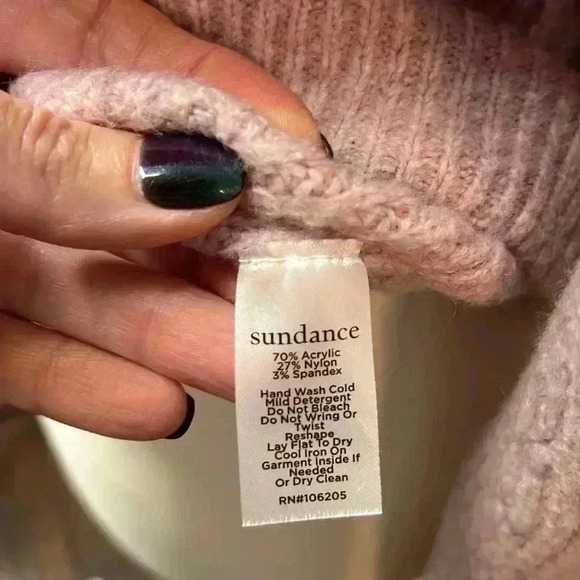 sundance
70% Acrylic
27% Nylon
3% Spandex
Hand Wash Cold
Mild Detergent
Do Not Bleach
Do Not Wring Or
Twist
Reshape
Lay Flat To Dry
Cool Iron On
Garment Inside If
Needed
Or Dry Clean
RN#106205